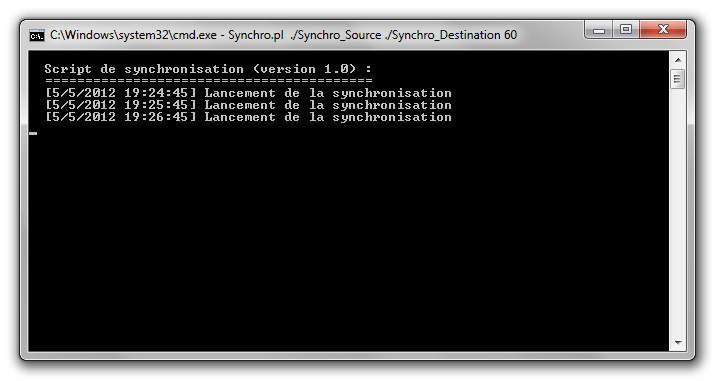 C:\Windows\system32\cmd.exe - Synchro.pl ./Synchro_Source ./Synchro_Destination 60
Script de synchronisation (version 1.0) :
=========================================
[5/5/2012 19:24:45] Lancement de la synchronisation
[5/5/2012 19:25:45] Lancement de la synchronisation
[5/5/2012 19:26:45] Lancement de la synchronisation